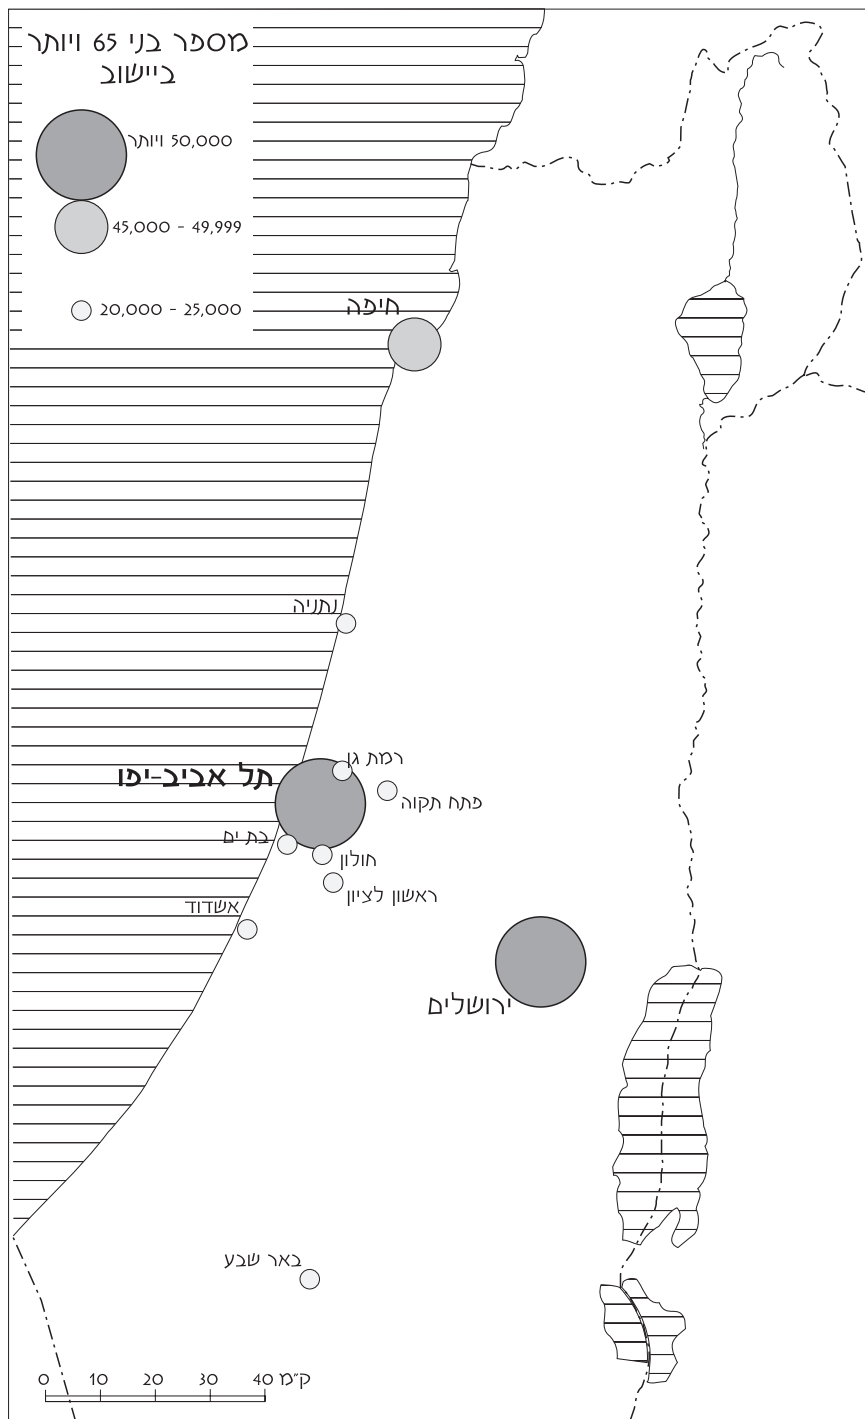 מספר בני 65 ויותר
ביישוב
50,000 ויותר
45,000 - 49,999
20,000 - 25,000
חיפה
נתניה
רמת גן
תל אביב-יפו
פתח תקוה
בת ים
חולון
ראשון לציון
אשדוד
ירושלים
באר שבע
0 10 20 30 40 ק"מ